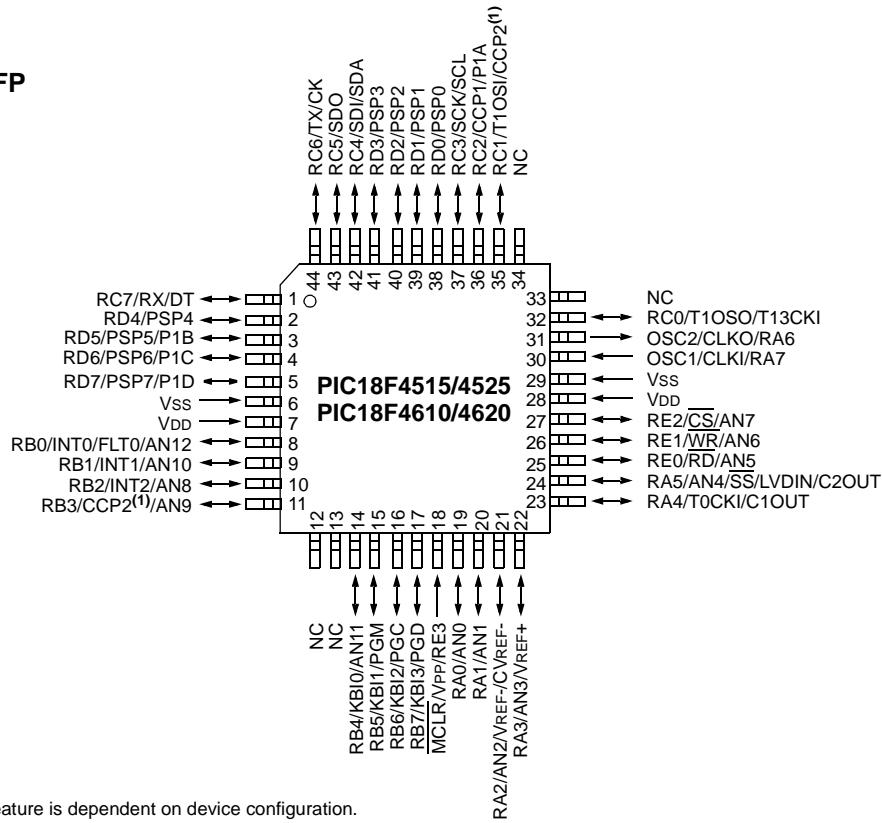 FP
RC6/TX/CK
RC5/SDO
RC4/SDI/SDA
RD3/PSP3
RD2/PSP2
RD1/PSP1
RD0/PSP0
RC3/SCK/SCL
RC2/CCP1/P1A
RC1/T1OSI/CCP2(1)
NC
44
43
42
41
40
39
38
37
36
35
34
RC7/RX/DT 1
RD4/PSP4 2
RD5/PSP5/P1B 3
RD6/PSP6/P1C 4
RD7/PSP7/P1D 5
VSS 6
VDD 7
RB0/INT0/FLT0/AN12 8
RB1/INT1/AN10 9
RB2/INT2/AN8 10
RB3/CCP2(1)/AN9 11
PIC18F4515/4525
PIC18F4610/4620
33 NC
32 RC0/T1OSO/T13CKI
31 OSC2/CLKO/RA6
30 OSC1/CLKI/RA7
29 VSS
28 VDD
27 RE2/CS/AN7
26 RE1/WR/AN6
25 RE0/RD/AN5
24 RA5/AN4/SS/LVDIN/C2OUT
23 RA4/T0CKI/C1OUT
12
13
14
15
16
17
18
19
20
21
22
NC
NC
RB4/KBI0/AN11
RB5/KBI1/PGM
RB6/KBI2/PGC
RB7/KBI3/PGD
MCLR/VPP/RE3
RA0/AN0
RA1/AN1
RA2/AN2/VREF-/CVREF-
RA3/AN3/VREF+
eature is dependent on device configuration.